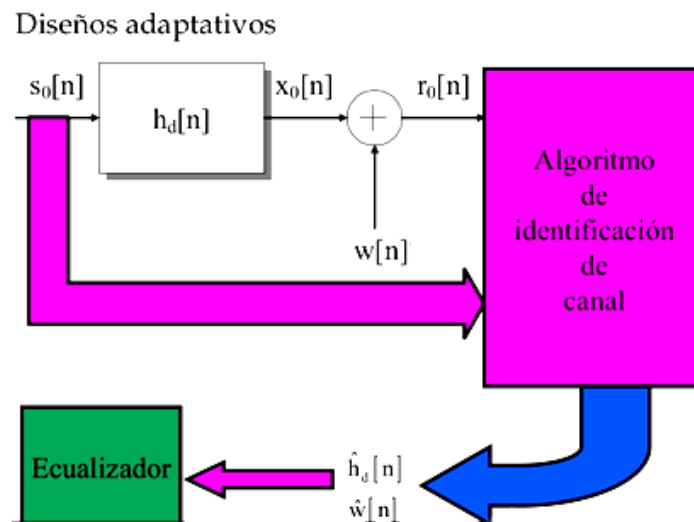 Diseños adaptativos
s₀[n]
h_d[n]
x₀[n]
r₀[n]
w[n]
Algoritmo
de
identificación
de
canal
Ecualizador
ĥ_d[n]
ŵ[n]